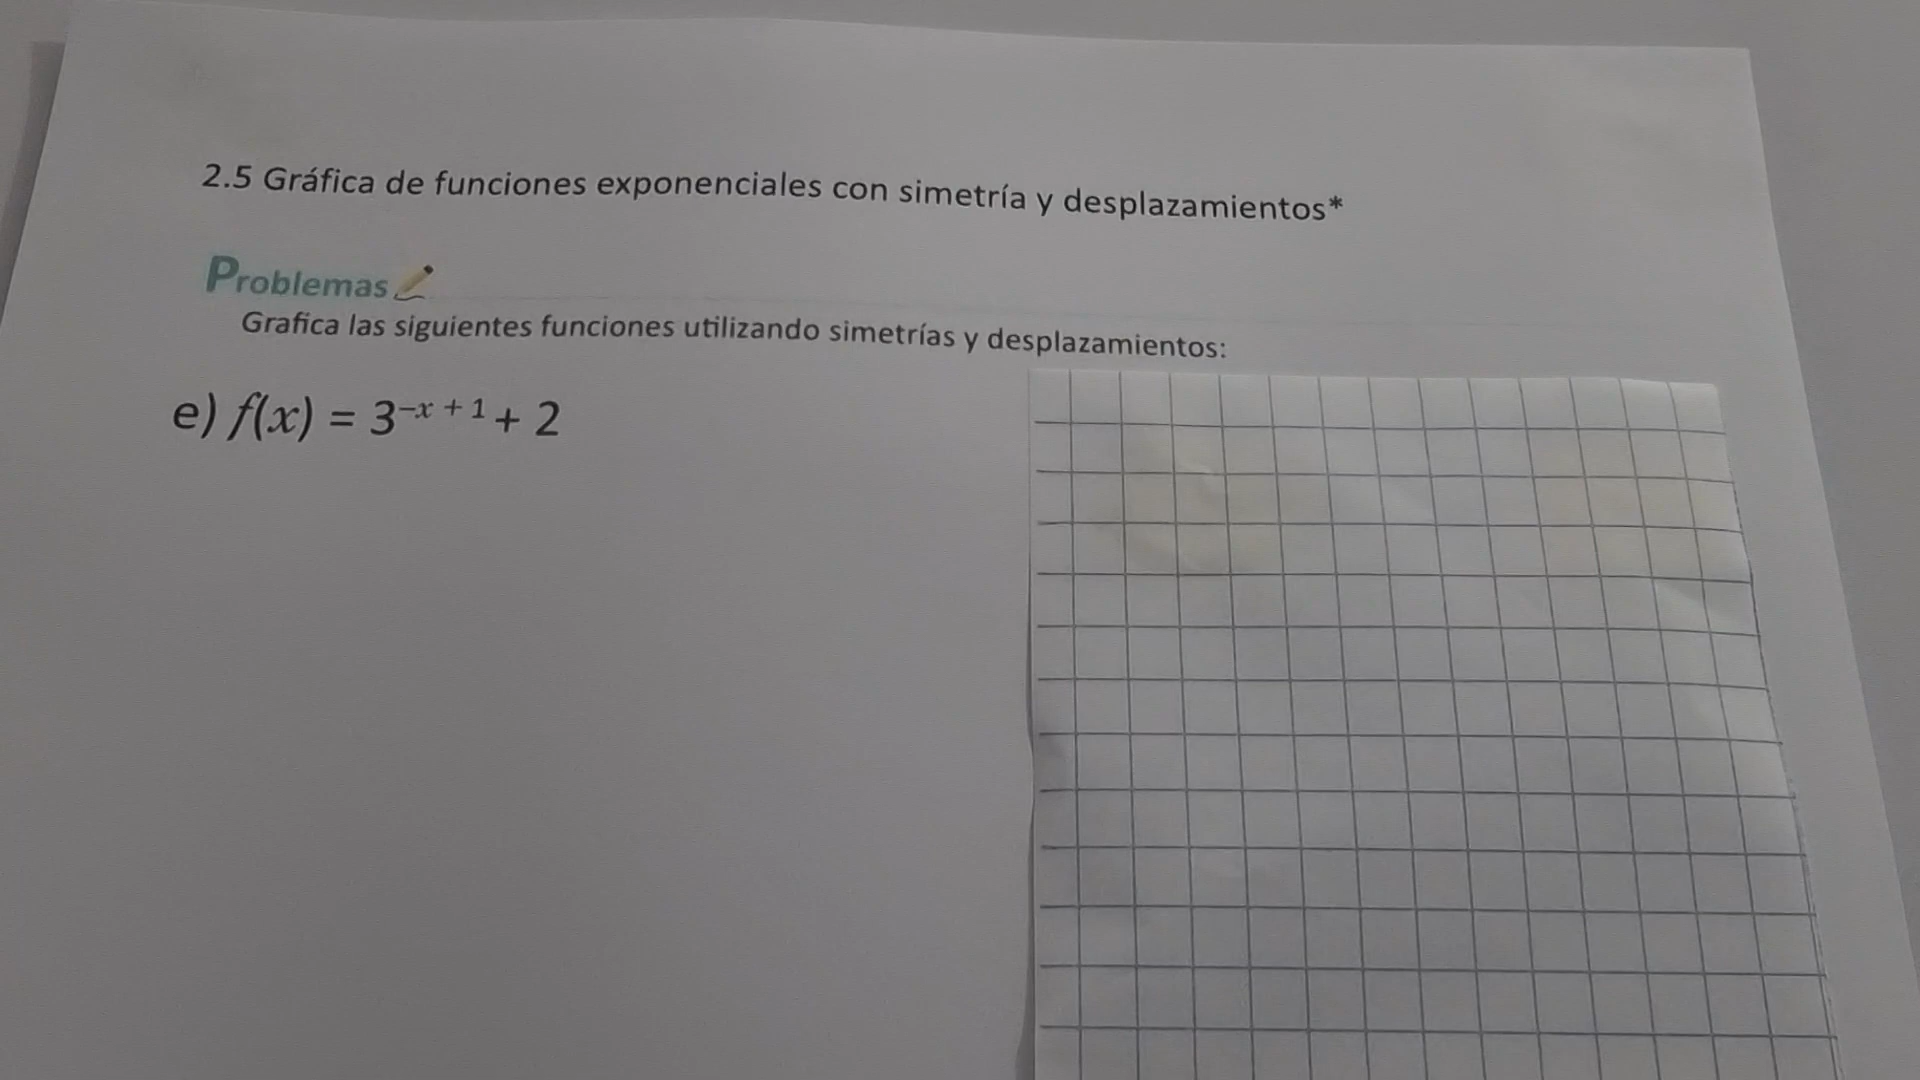 2.5 Gráfica de funciones exponenciales con simetría y desplazamientos*
Problemas
Grafica las siguientes funciones utilizando simetrías y desplazamientos:
e) f(x) = 3⁻ˣ ⁺ ¹ + 2